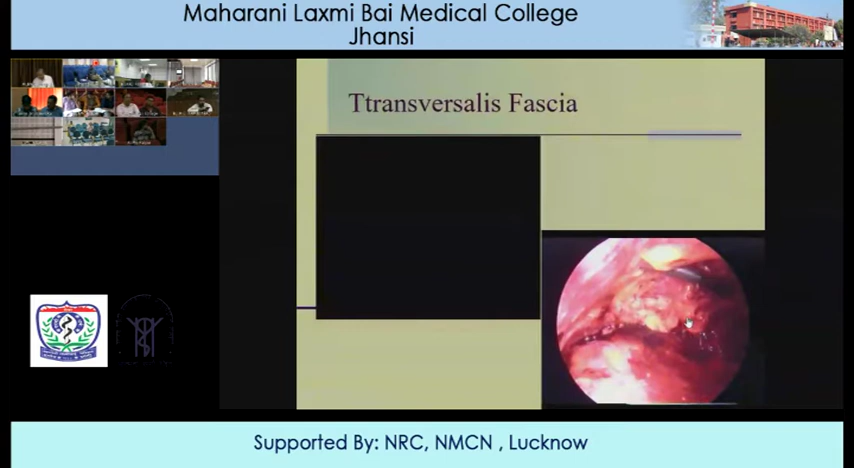 Maharani Laxmi Bai Medical College
Jhansi
Ttransversalis Fascia
Supported By: NRC, NMCN , Lucknow